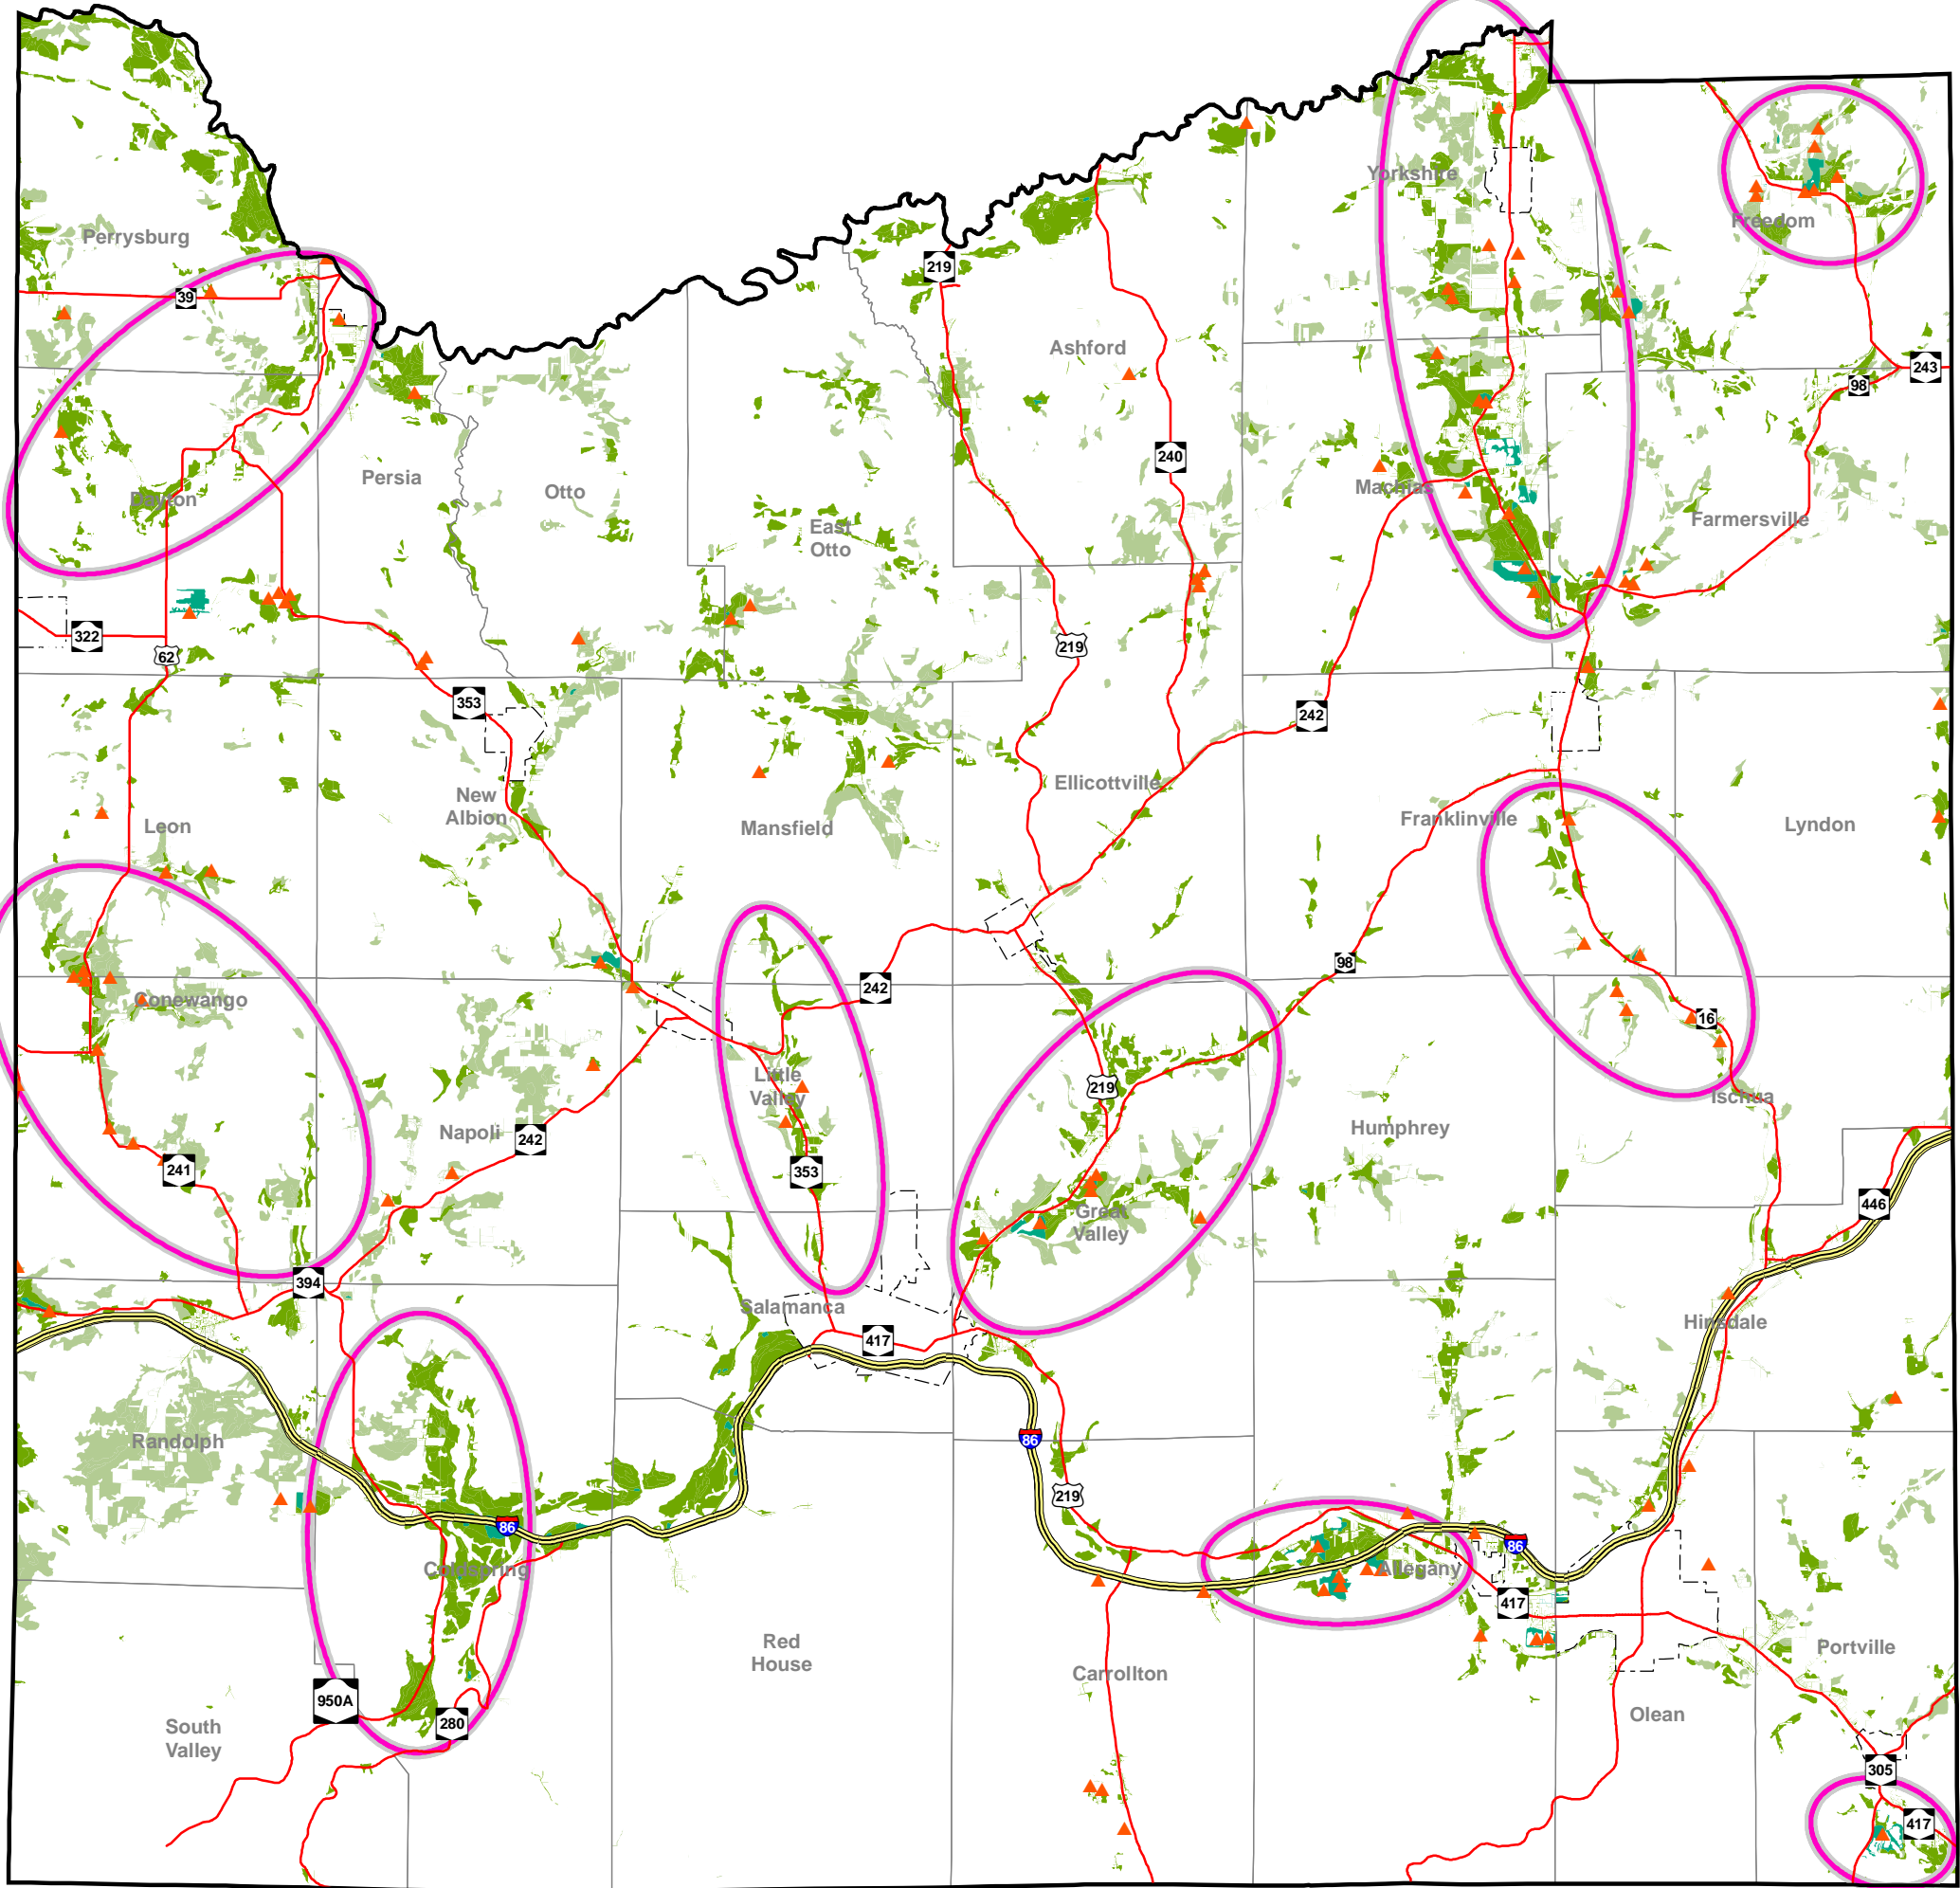 Yorkshire
Freedom
Perrysburg
219
39
Ashford
243
98
240
Persia
Otto
Dayton
Machias
Farmersville
East
Otto
322
219
62
353
242
Ellicottville
New
Albion
Leon
Mansfield
Franklinville
Lyndon
98
242
Conewango
16
Little
Valley
219
Ischua
Napoli
242
Humphrey
241
353
Great
Valley
446
394
Salamanca
Hinsdale
417
Randolph
86
219
86
86
Coldspring
Allegany
417
Red
House
Portville
Carrollton
950A
280
South
Valley
Olean
305
417